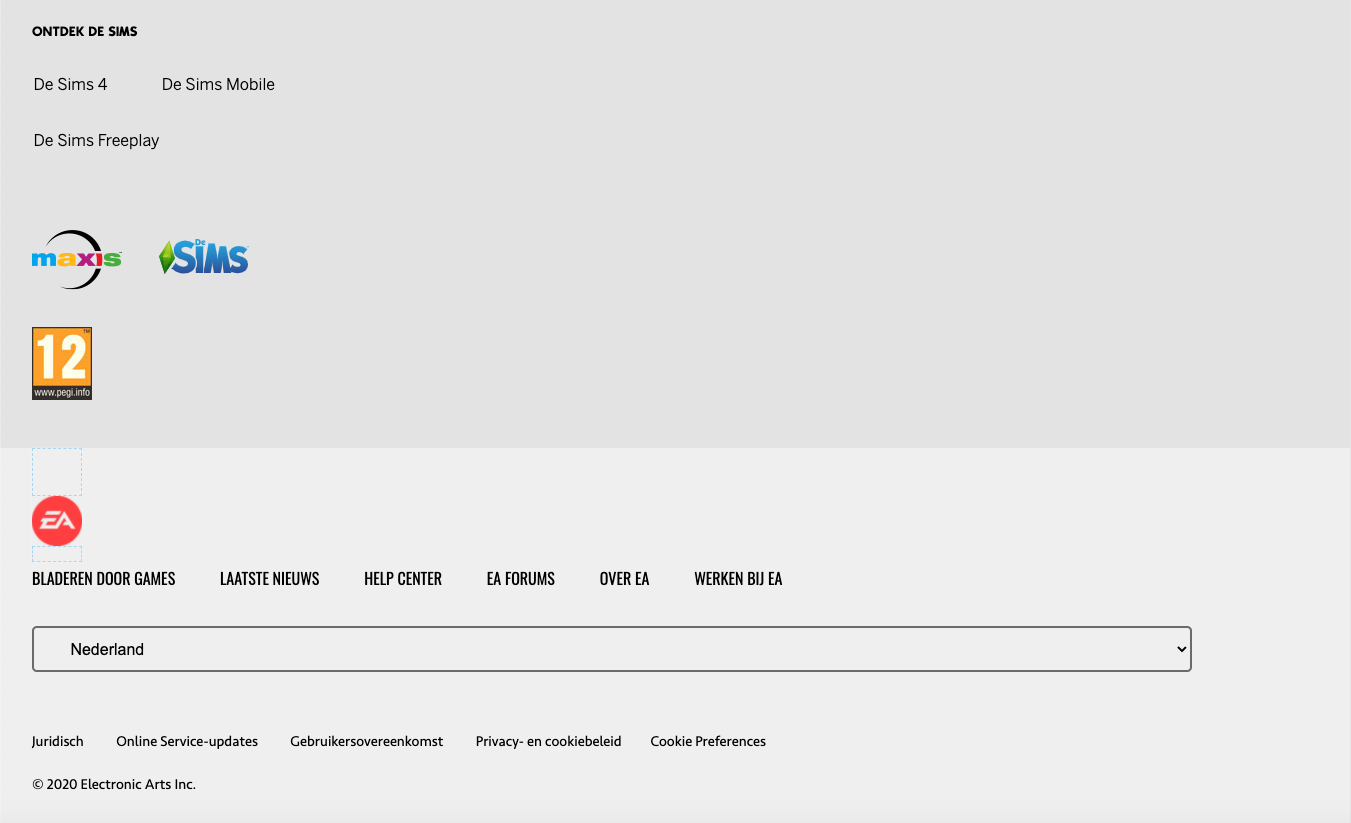 ONTDEK DE SIMS
De Sims 4 De Sims Mobile
De Sims Freeplay
maxis™ De SIMS
12™
www.pegi.info
EA
BLADEREN DOOR GAMES LAATSTE NIEUWS HELP CENTER EA FORUMS OVER EA WERKEN BIJ EA
Nederland
Juridisch Online Service-updates Gebruikersovereenkomst Privacy- en cookiebeleid Cookie Preferences
© 2020 Electronic Arts Inc.